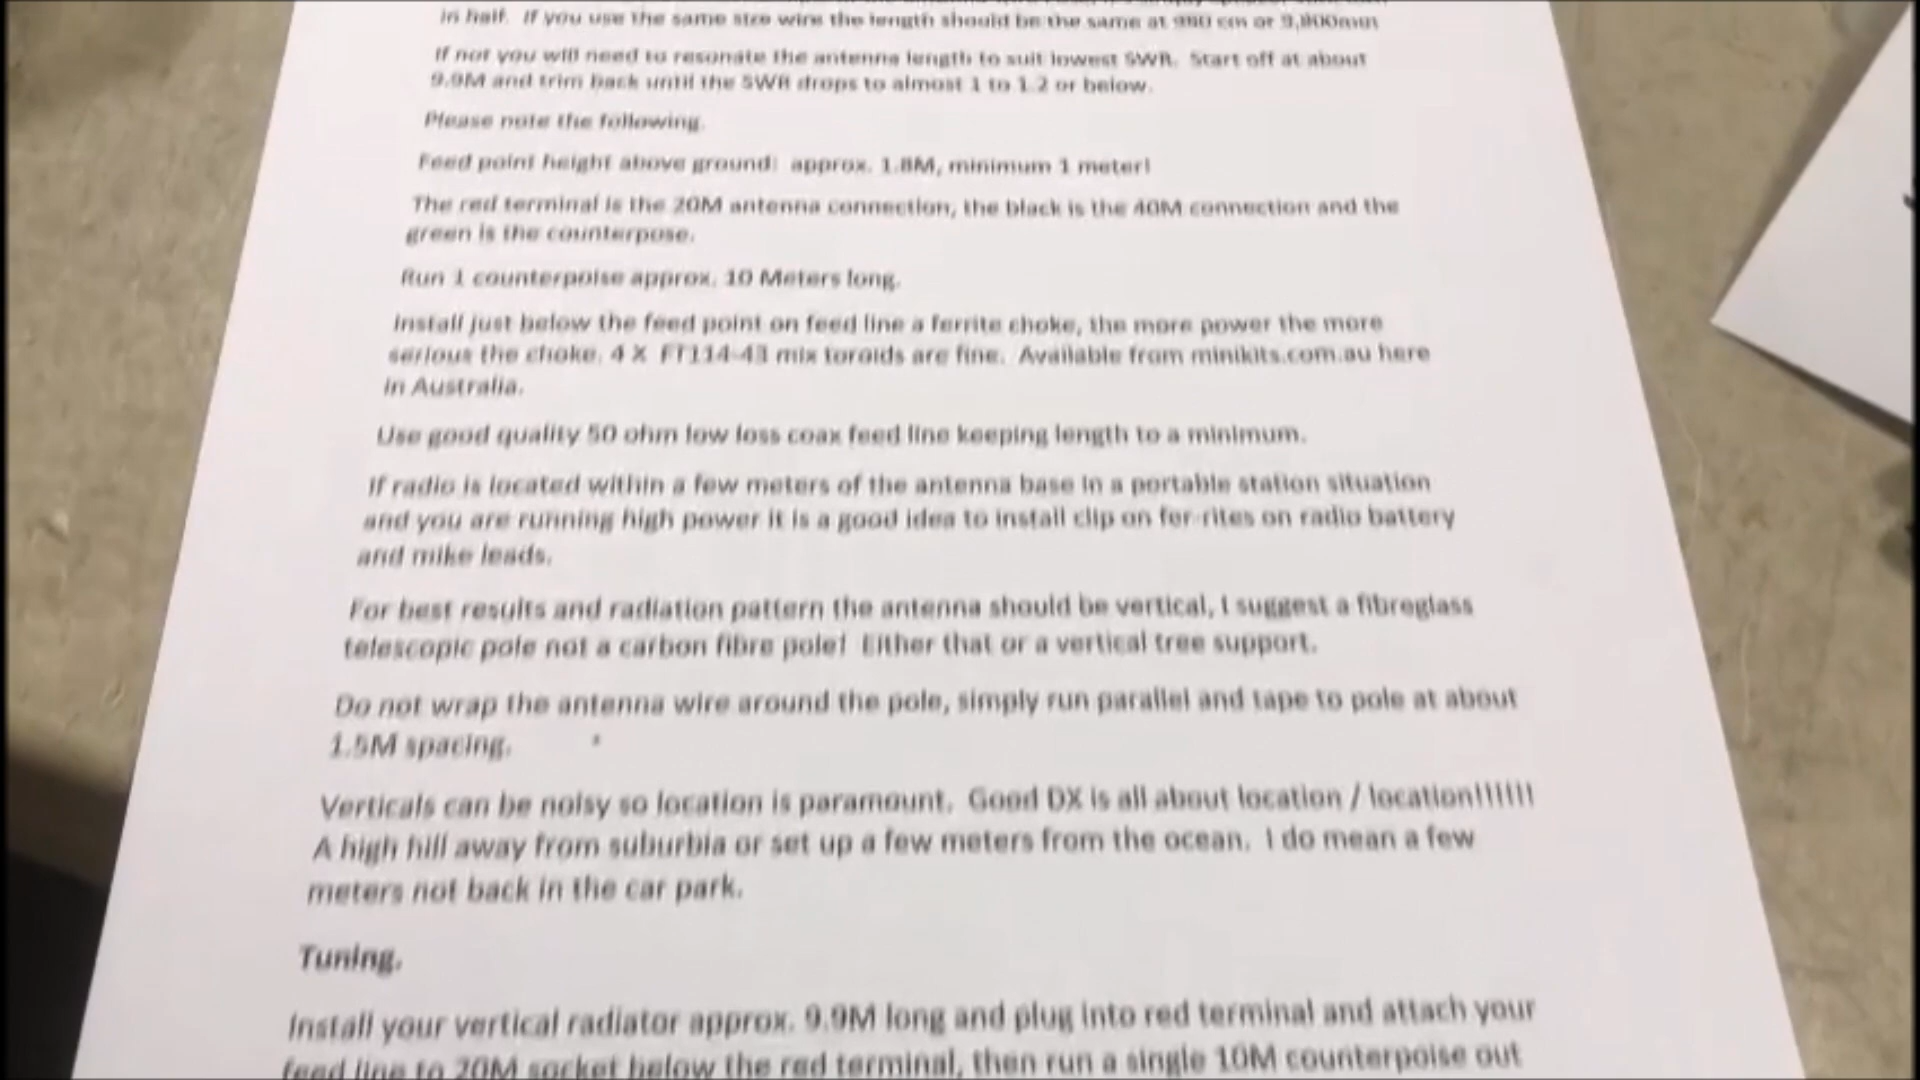 in half. If you use the same size wire the length should be the same at 980 cm or 9,800mm
If not you will need to resonate the antenna length to suit lowest SWR. Start off at about
9.9M and trim back until the SWR drops to almost 1 to 1.2 or below.
Please note the following.
Feed point height above ground: approx. 1.8M, minimum 1 meter!
The red terminal is the 20M antenna connection, the black is the 40M connection and the
green is the counterpose.
Run 1 counterpoise approx. 10 Meters long.
Install just below the feed point on feed line a ferrite choke, the more power the more
serious the choke. 4 X FT114-43 mix toroids are fine. Available from minikits.com.au here
in Australia.
Use good quality 50 ohm low loss coax feed line keeping length to a minimum.
If radio is located within a few meters of the antenna base in a portable station situation
and you are running high power it is a good idea to install clip on fer-rites on radio battery
and mike leads.
For best results and radiation pattern the antenna should be vertical, I suggest a fibreglass
telescopic pole not a carbon fibre pole! Either that or a vertical tree support.
Do not wrap the antenna wire around the pole, simply run parallel and tape to pole at about
1.5M spacing.
Verticals can be noisy so location is paramount. Good DX is all about location / location!!!!!!
A high hill away from suburbia or set up a few meters from the ocean. I do mean a few
meters not back in the car park.
Tuning.
Install your vertical radiator approx. 9.9M long and plug into red terminal and attach your
feed line to 20M socket below the red terminal, then run a single 10M counterpoise out